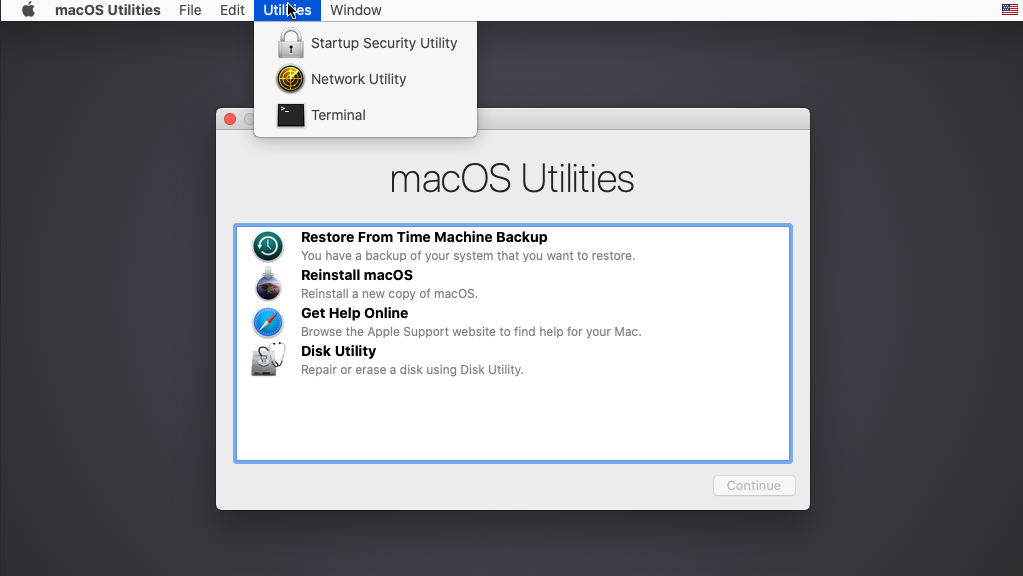 macOS Utilities File Edit Utilities Window
Startup Security Utility
Network Utility
>_ Terminal
macOS Utilities
Restore From Time Machine Backup
You have a backup of your system that you want to restore.
Reinstall macOS
Reinstall a new copy of macOS.
Get Help Online
Browse the Apple Support website to find help for your Mac.
Disk Utility
Repair or erase a disk using Disk Utility.
Continue